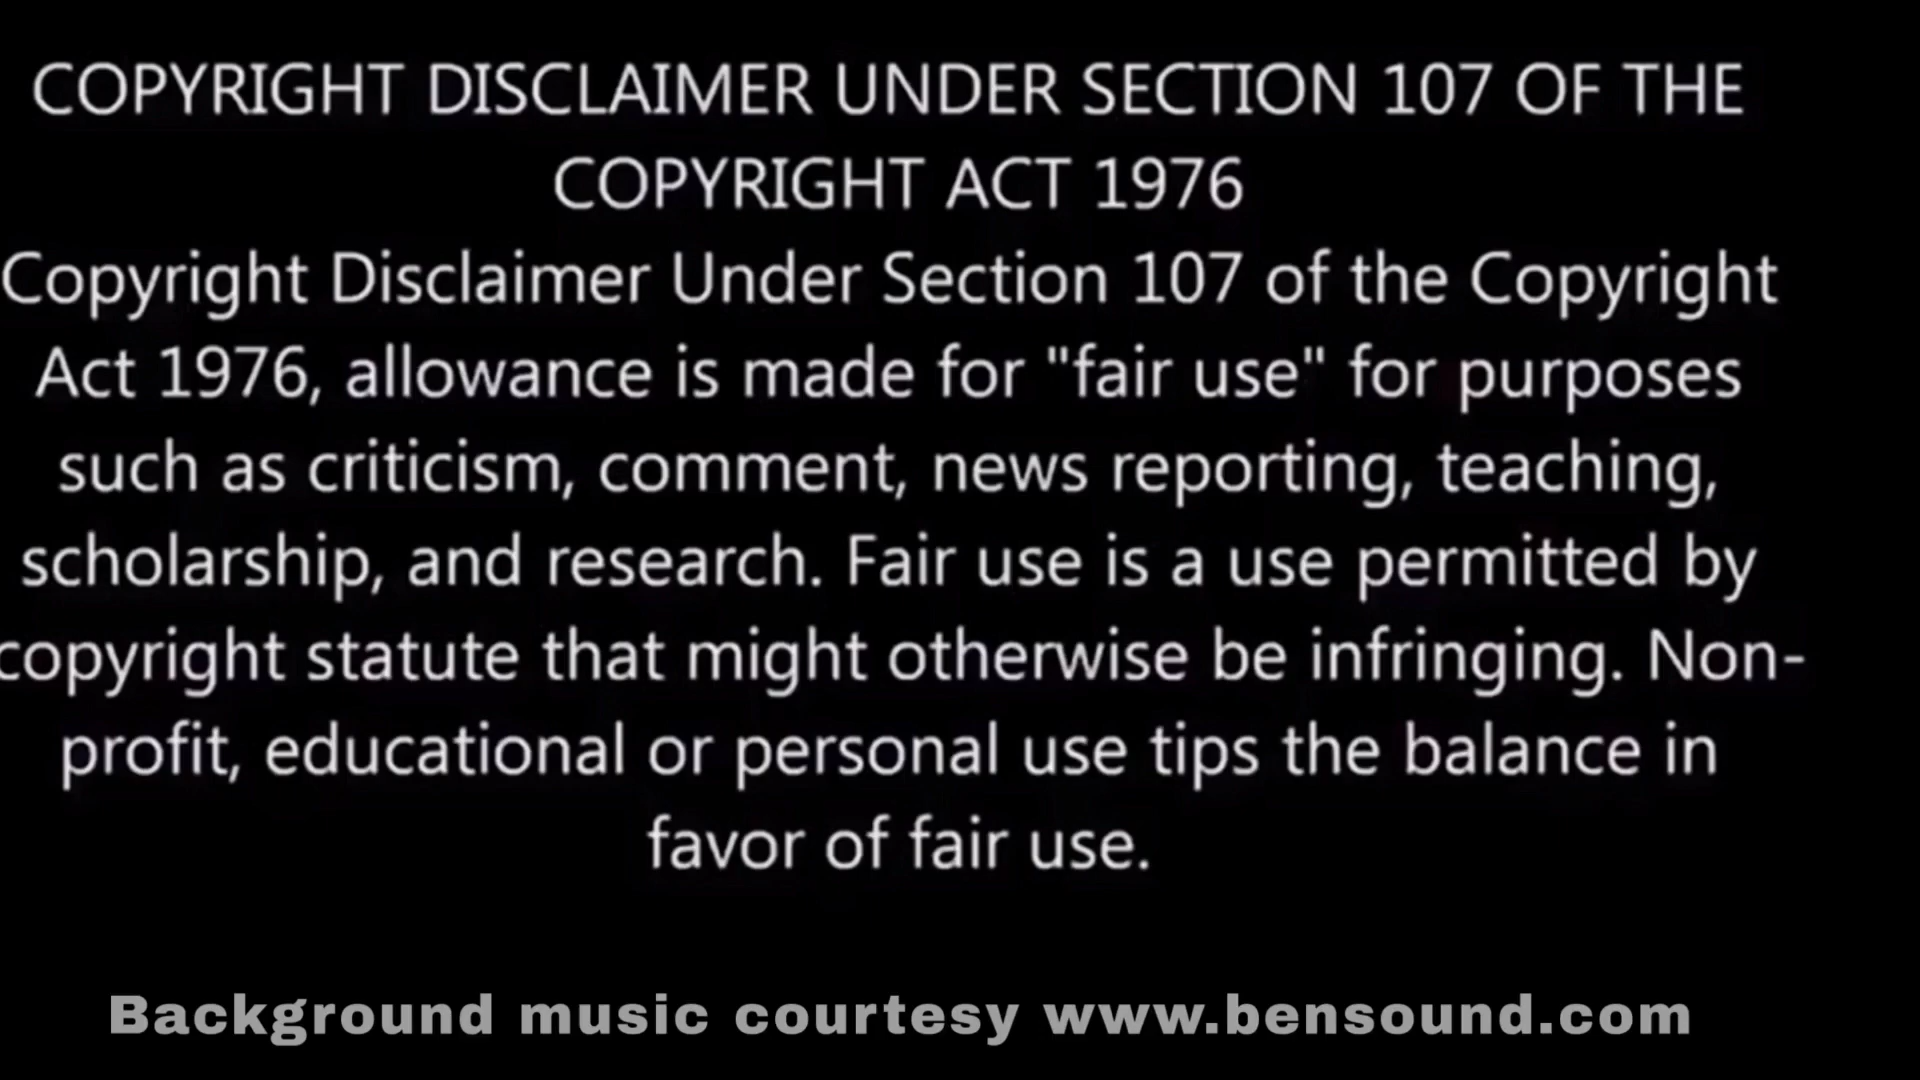 COPYRIGHT DISCLAIMER UNDER SECTION 107 OF THE
COPYRIGHT ACT 1976
Copyright Disclaimer Under Section 107 of the Copyright
Act 1976, allowance is made for "fair use" for purposes
such as criticism, comment, news reporting, teaching,
scholarship, and research. Fair use is a use permitted by
copyright statute that might otherwise be infringing. Non-
profit, educational or personal use tips the balance in
favor of fair use.
Background music courtesy www.bensound.com